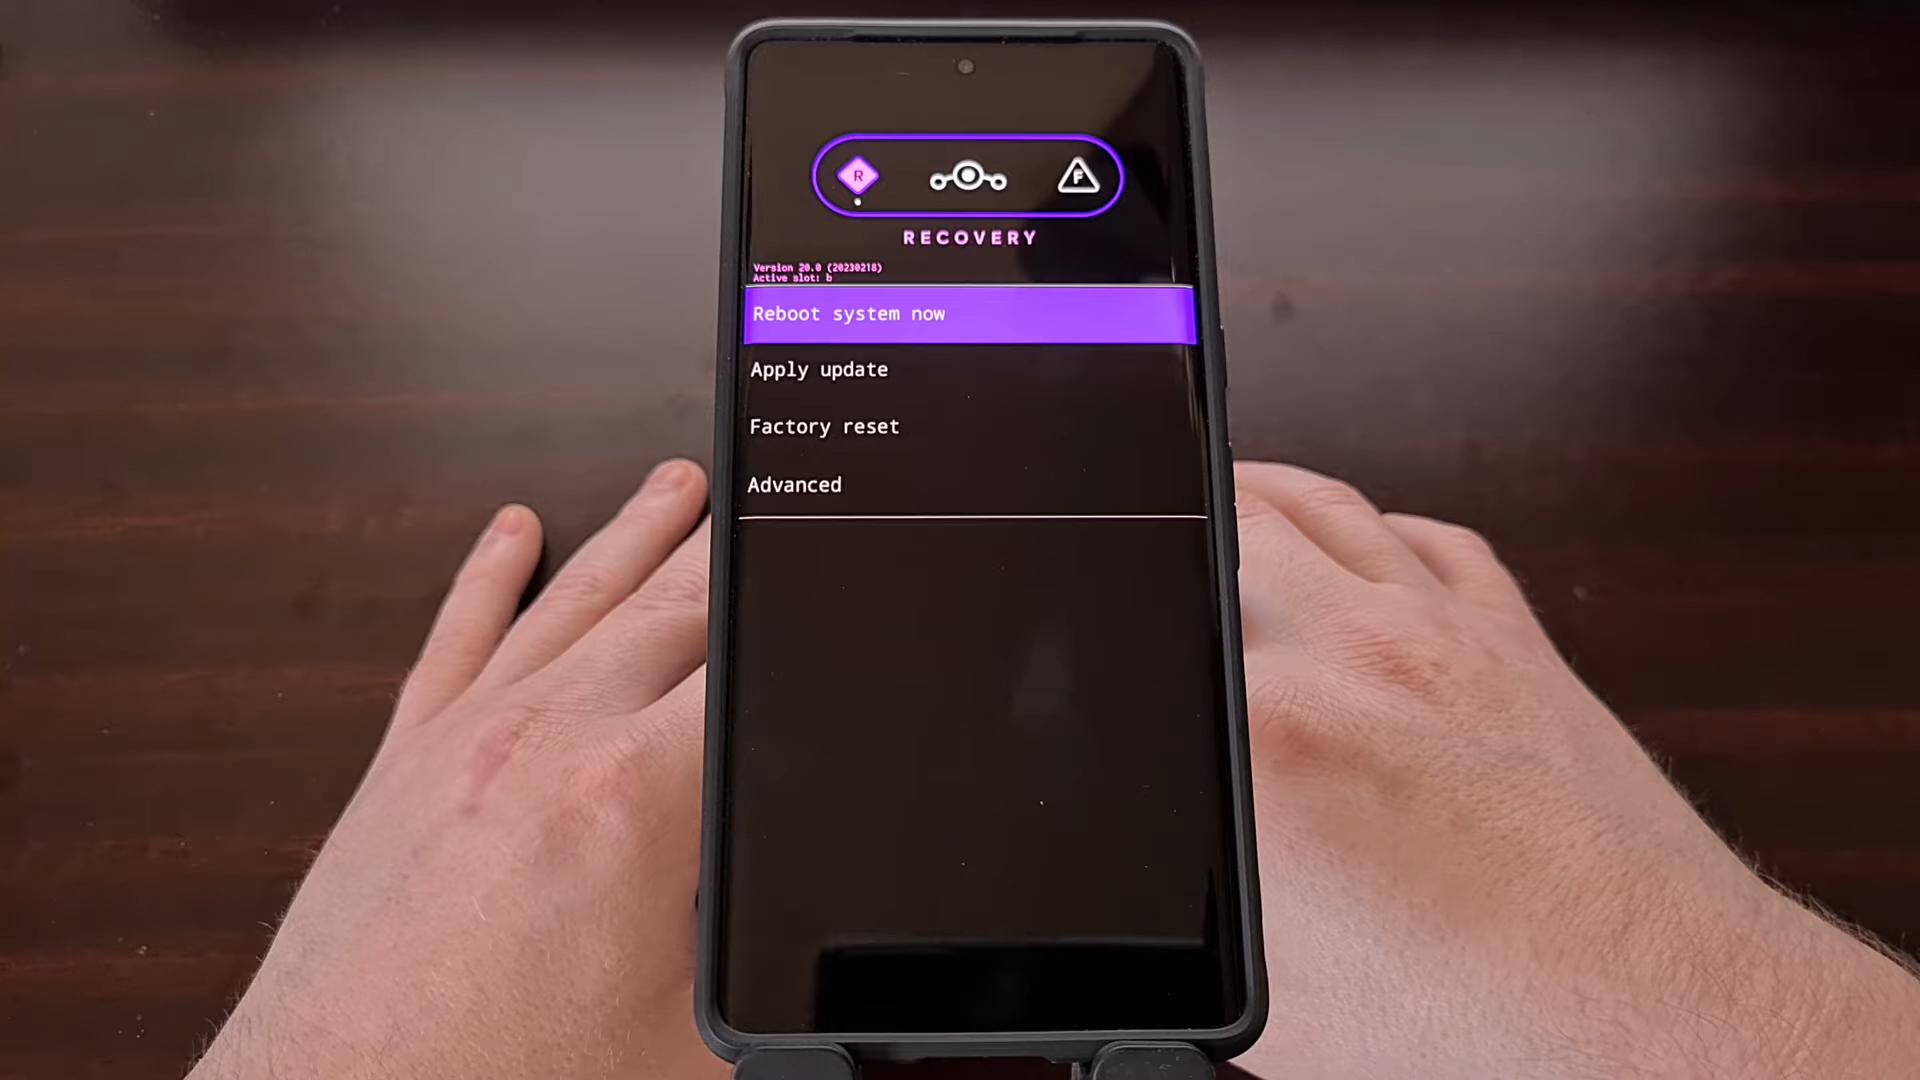 R F
RECOVERY
Version 20.0 (20230218)
Active slot: b
Reboot system now
Apply update
Factory reset
Advanced